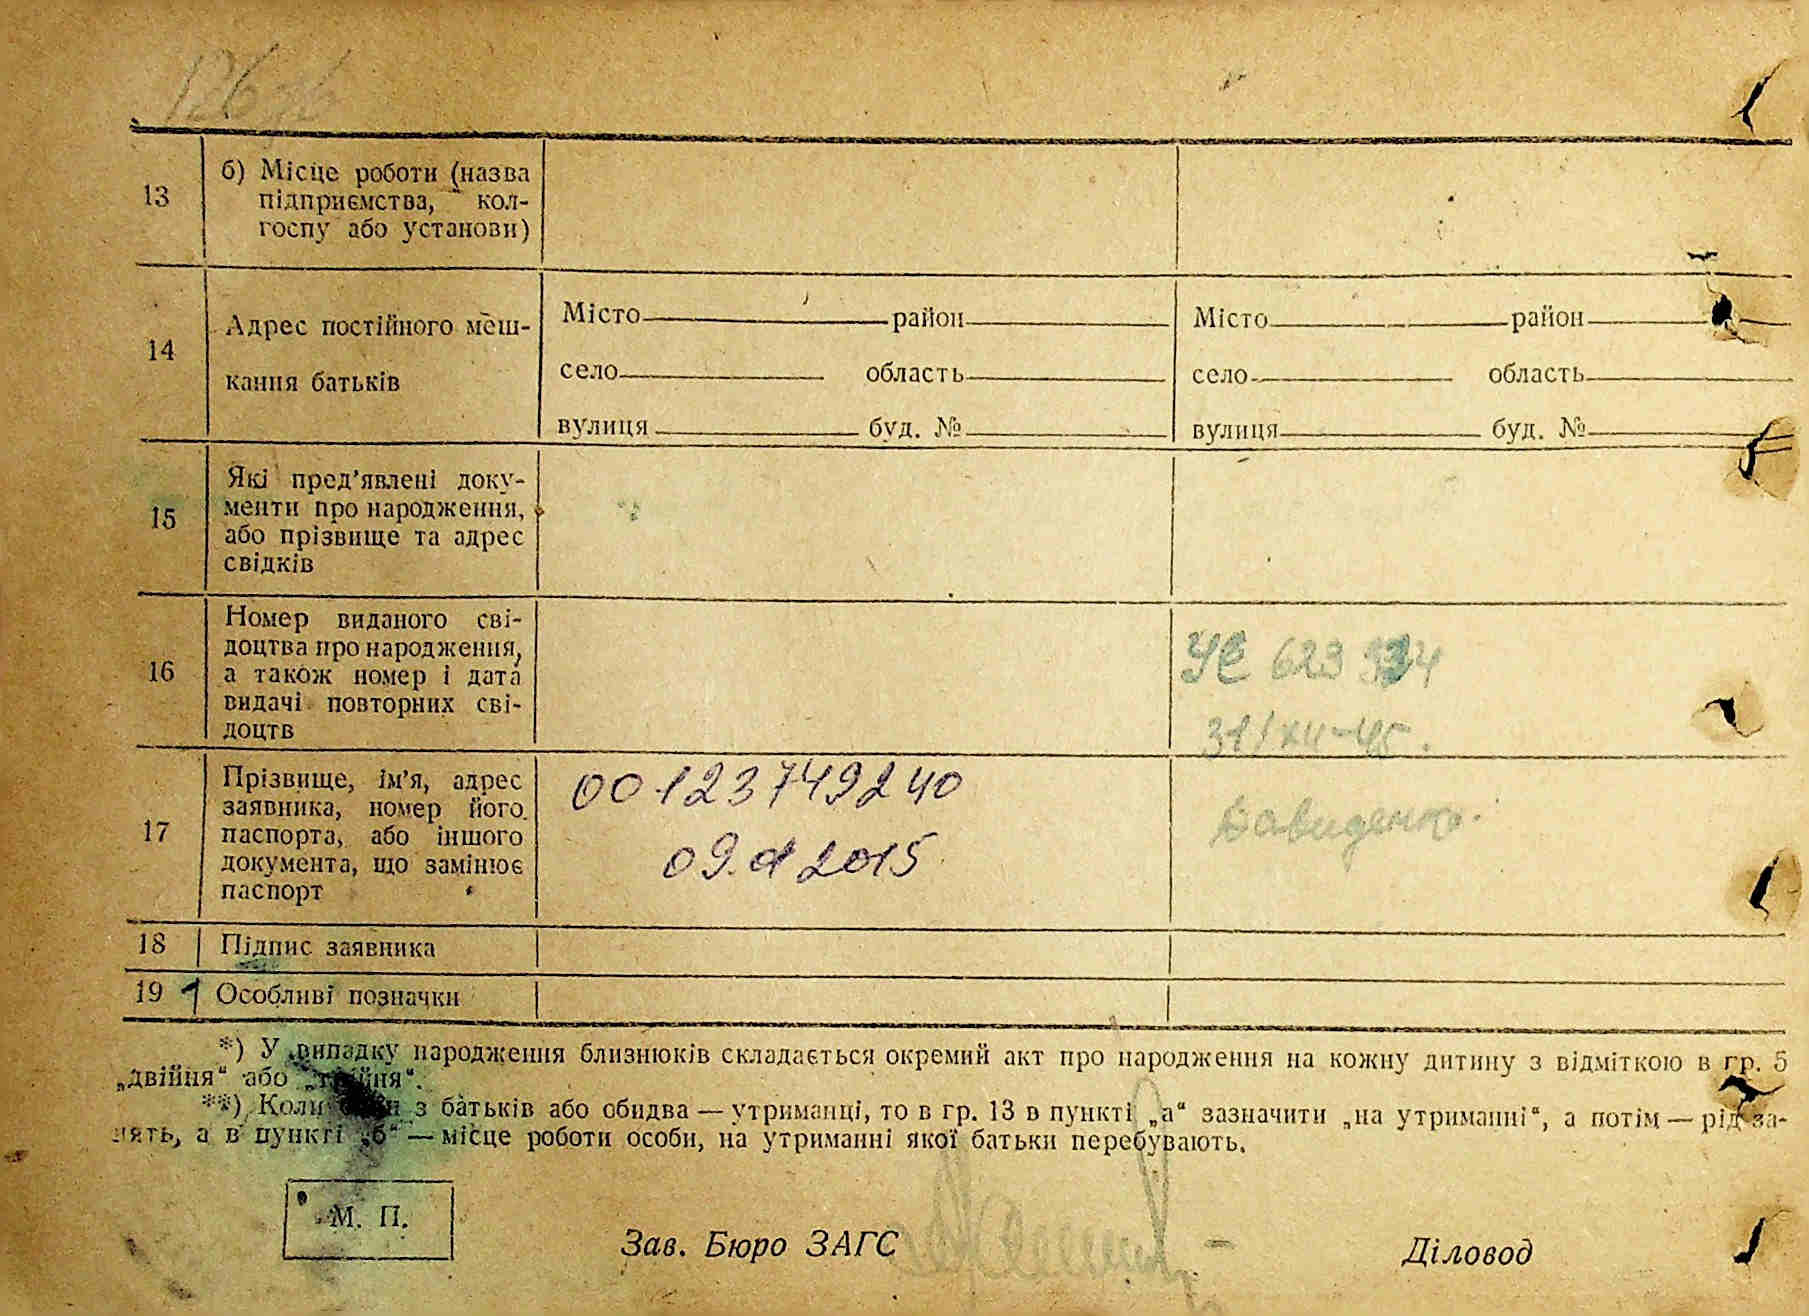 126
13
б) Місце роботи (назва
підприємства, кол-
госпу або установи)
14
Адрес постійного меш-
кання батьків
Місто район
село область
вулиця буд. №
Місто район
село область
вулиця буд. №
15
Які пред’явлені доку-
менти про народження,
або прізвище та адрес
свідків
16
Номер виданого сві-
доцтва про народження,
а також номер і дата
видачі повторних сві-
доцтв
УЄ 623
31/XII-45.
17
Прізвище, ім’я, адрес
заявника, номер його
паспорта, або іншого
документа, що замінює
паспорт
00123749240
09.01 2015
Давиденко.
18
Підпис заявника
19
Особливі позначки
*) У випадку народження близнюків складається окремий акт про народження на кожну дитину з відміткою в гр. 5
„двійня“ або „трійня“.
**) Коли з батьків або обидва — утриманці, то в гр. 13 в пункті „а“ зазначити „на утриманні“, а потім — рід за-
нять, а в пункті „б“ — місце роботи особи, на утриманні якої батьки перебувають.
М. П.
Зав. Бюро ЗАГС
Діловод